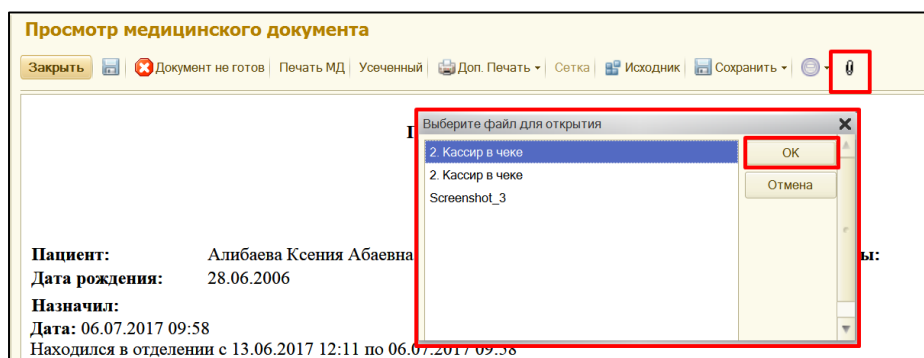 Просмотр медицинского документа
Закрыть Документ не готов Печать МД Усеченный Доп. Печать Сетка Исходник Сохранить
Выберите файл для открытия
2. Кассир в чеке
OK
2. Кассир в чеке
Отмена
Screenshot_3
Пациент: Алибаева Ксения Абаевна ы:
Дата рождения: 28.06.2006
Назначил:
Дата: 06.07.2017 09:58
Находился в отделении с 13.06.2017 12:11 по 06.07.2017 09:58